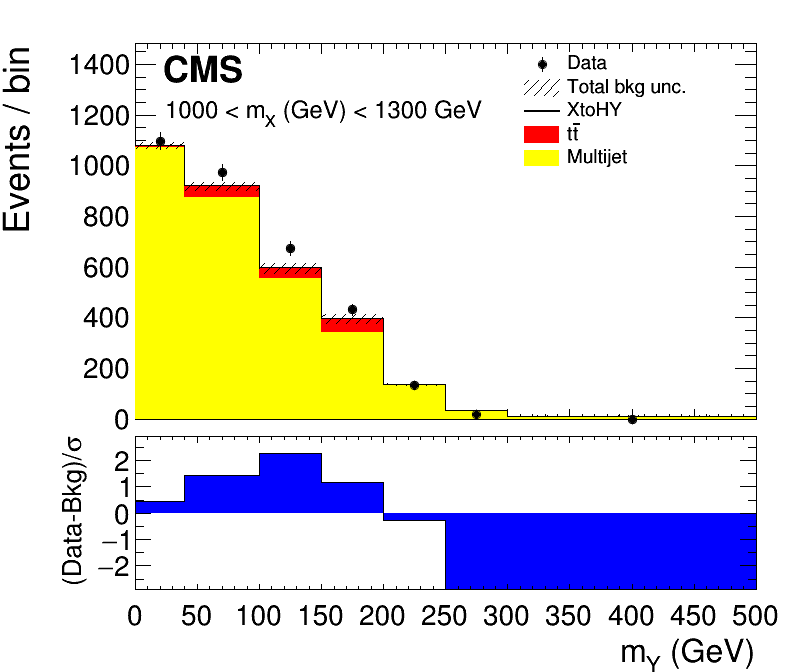 CMS
1000 < m_X (GeV) < 1300 GeV
Data
Total bkg unc.
XtoHY
tt̄
Multijet
Events / bin
1400
1200
1000
800
600
400
200
0
(Data-Bkg)/σ
2
1
0
−1
−2
0 50 100 150 200 250 300 350 400 450 500
m_Y (GeV)